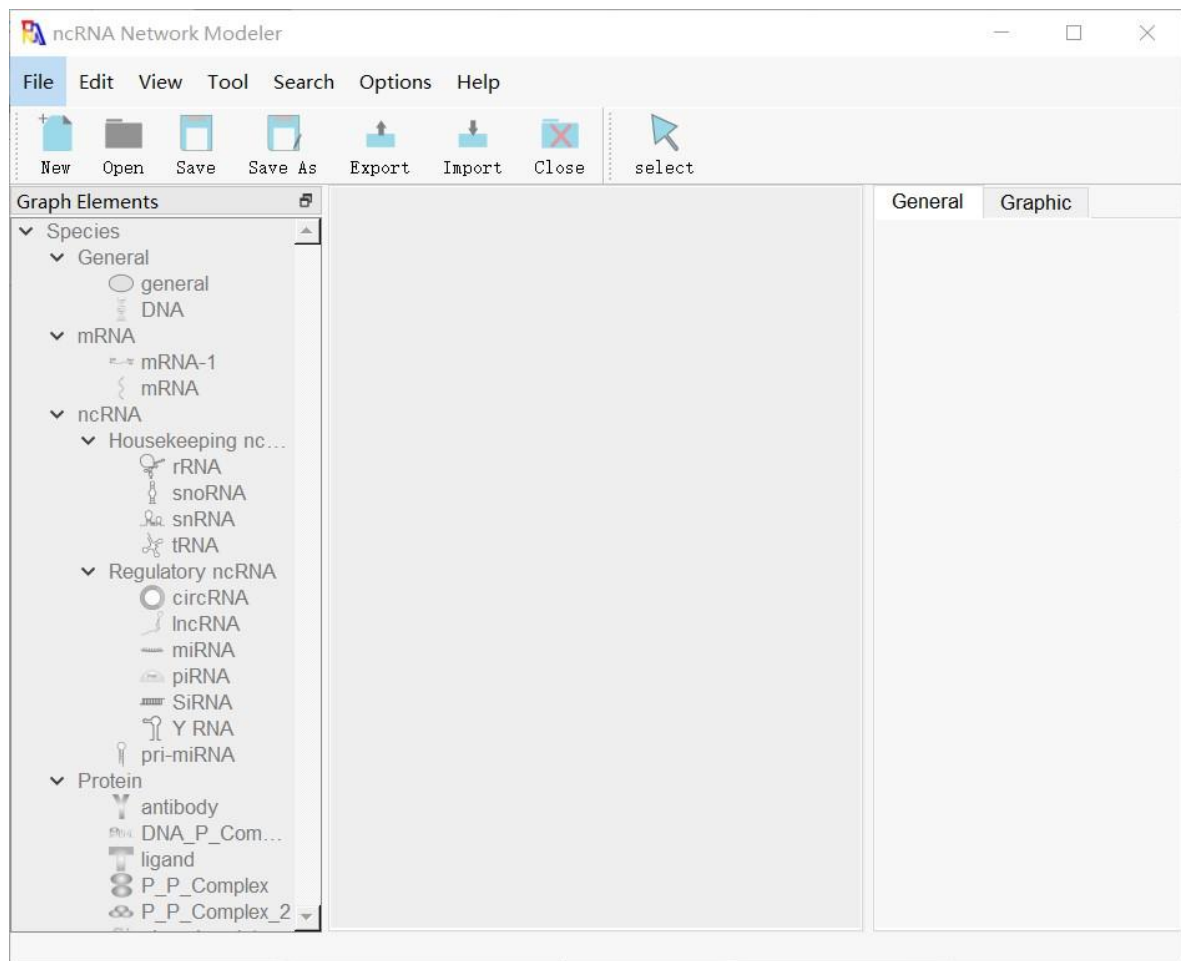 ncRNA Network Modeler
File Edit View Tool Search Options Help
New Open Save Save As Export Import Close select
Graph Elements General Graphic
Species
General
general
DNA
mRNA
mRNA-1
mRNA
ncRNA
Housekeeping nc...
rRNA
snoRNA
snRNA
tRNA
Regulatory ncRNA
circRNA
lncRNA
miRNA
piRNA
SiRNA
Y RNA
pri-miRNA
Protein
antibody
DNA_P_Com...
ligand
P_P_Complex
P_P_Complex_2